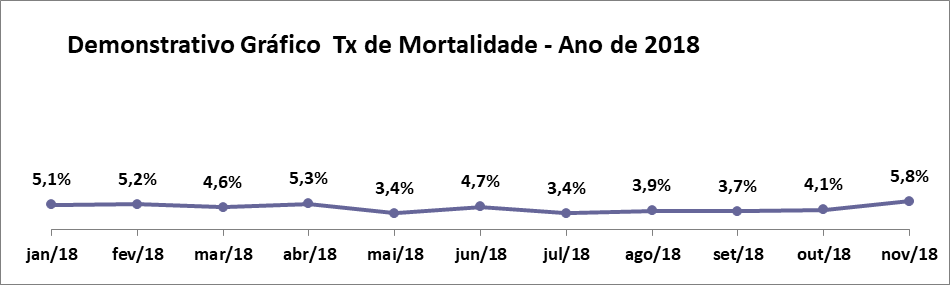 Demonstrativo Gráfico Tx de Mortalidade - Ano de 2018
5,1% 5,2% 4,6% 5,3% 3,4% 4,7% 3,4% 3,9% 3,7% 4,1% 5,8%
jan/18 fev/18 mar/18 abr/18 mai/18 jun/18 jul/18 ago/18 set/18 out/18 nov/18